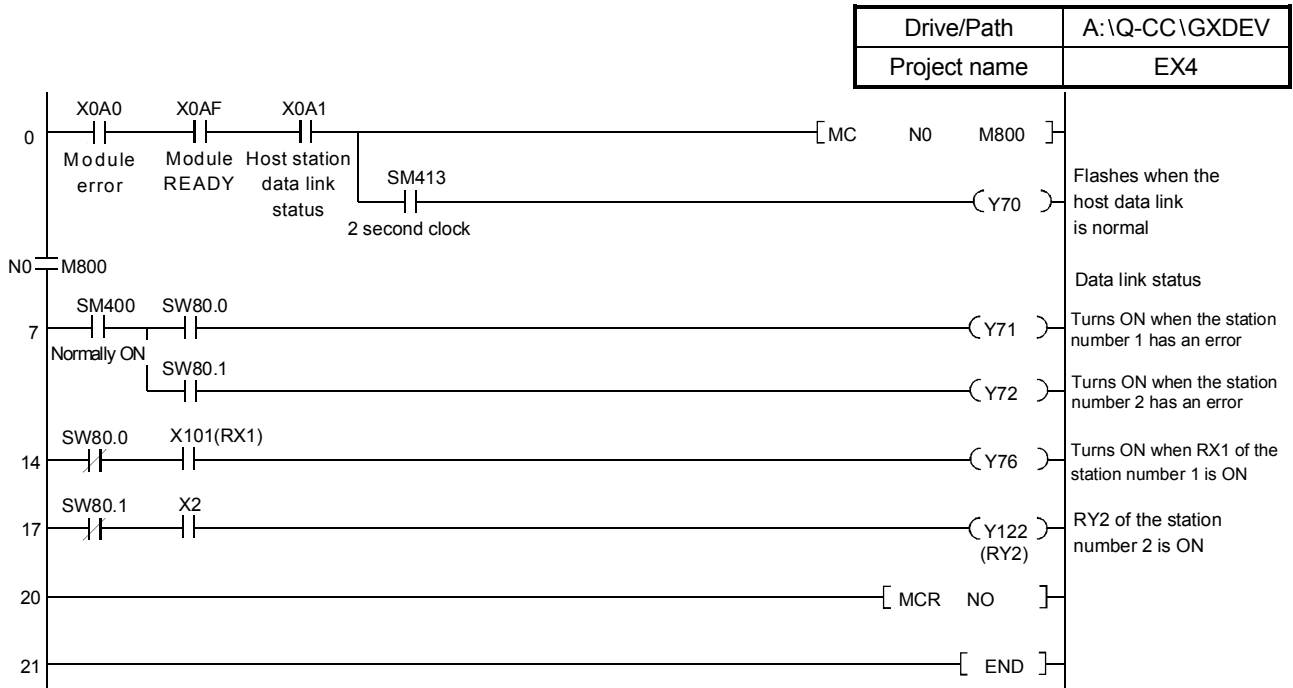 Drive/Path A:\Q-CC\GXDEV
Project name EX4
X0A0 X0AF X0A1
0 MC N0 M800
Module error
Module READY
Host station data link status
SM413
Y70
2 second clock
Flashes when the
host data link
is normal
N0 M800
Data link status
SM400 SW80.0
7 Y71
Normally ON
Turns ON when the station
number 1 has an error
SW80.1
Y72
Turns ON when the station
number 2 has an error
SW80.0 X101(RX1)
14 Y76
Turns ON when RX1 of the
station number 1 is ON
SW80.1 X2
17 Y122
(RY2)
RY2 of the station
number 2 is ON
20 MCR NO
21 END